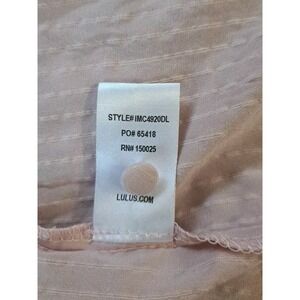 STYLE# IMC4920DL
PO# 65418
RN# 150025
LULUS.COM